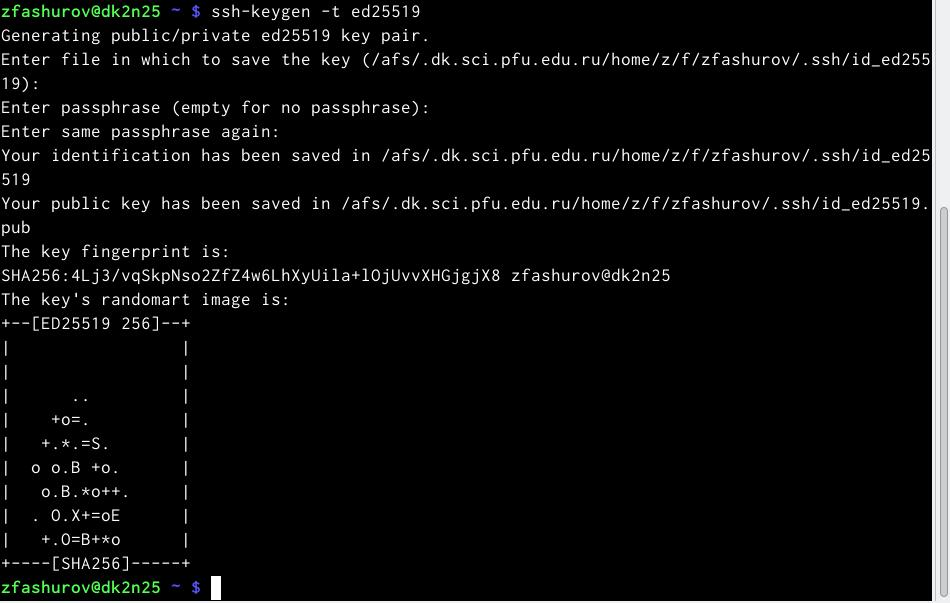 zfashurov@dk2n25 ~ $ ssh-keygen -t ed25519
Generating public/private ed25519 key pair.
Enter file in which to save the key (/afs/.dk.sci.pfu.edu.ru/home/z/f/zfashurov/.ssh/id_ed255
19):
Enter passphrase (empty for no passphrase):
Enter same passphrase again:
Your identification has been saved in /afs/.dk.sci.pfu.edu.ru/home/z/f/zfashurov/.ssh/id_ed25
519
Your public key has been saved in /afs/.dk.sci.pfu.edu.ru/home/z/f/zfashurov/.ssh/id_ed25519.
pub
The key fingerprint is:
SHA256:4Lj3/vqSkpNso2ZfZ4w6LhXyUila+lOjUvvXHGjgjX8 zfashurov@dk2n25
The key's randomart image is:
+--[ED25519 256]--+
|                 |
|                 |
|      ..         |
|    +o=.         |
|   +.*.=S.       |
|  o o.B +o.      |
|   o.B.*o++.     |
|  . O.X+=oE      |
|   +.O=B+*o      |
+----[SHA256]-----+
zfashurov@dk2n25 ~ $